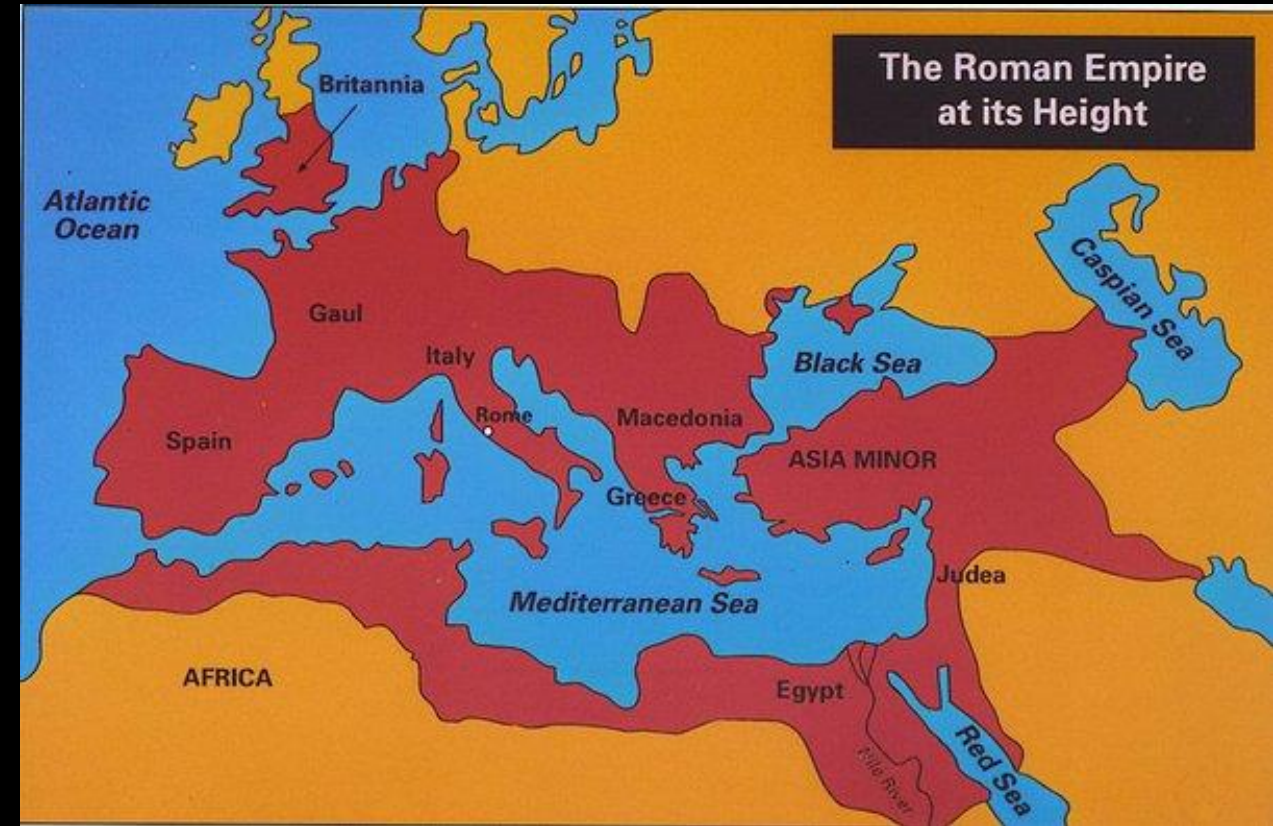 The Roman Empire
at its Height
Britannia
Atlantic
Ocean
Caspian Sea
Gaul
Italy
Black Sea
Rome
Macedonia
Spain
ASIA MINOR
Greece
Judea
Mediterranean Sea
AFRICA
Egypt
Red Sea
Nile River